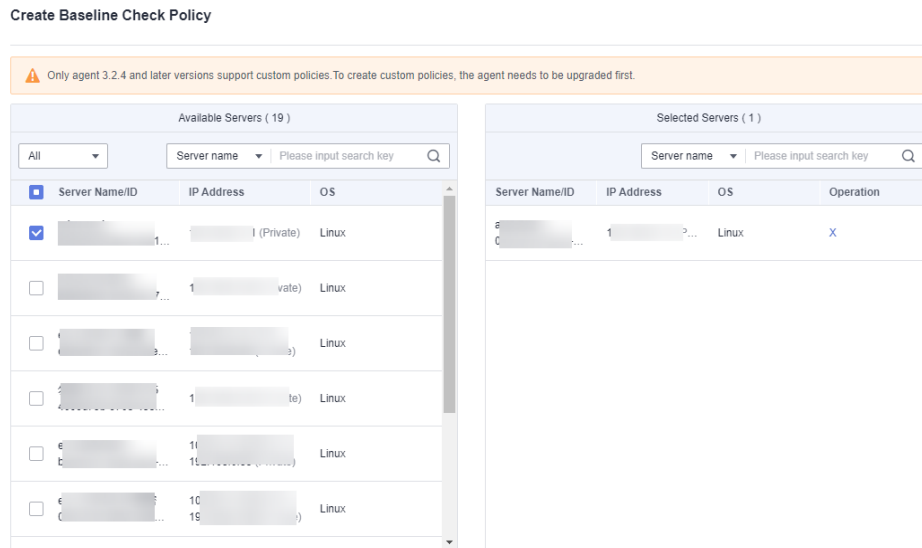 Create Baseline Check Policy
Only agent 3.2.4 and later versions support custom policies.To create custom policies, the agent needs to be upgraded first.
Available Servers ( 19 )
All
Server name
Please input search key
Server Name/ID IP Address OS
(Private) Linux
Linux
Linux
Linux
Linux
Linux
Selected Servers ( 1 )
Server name
Please input search key
Server Name/ID IP Address OS Operation
Linux X